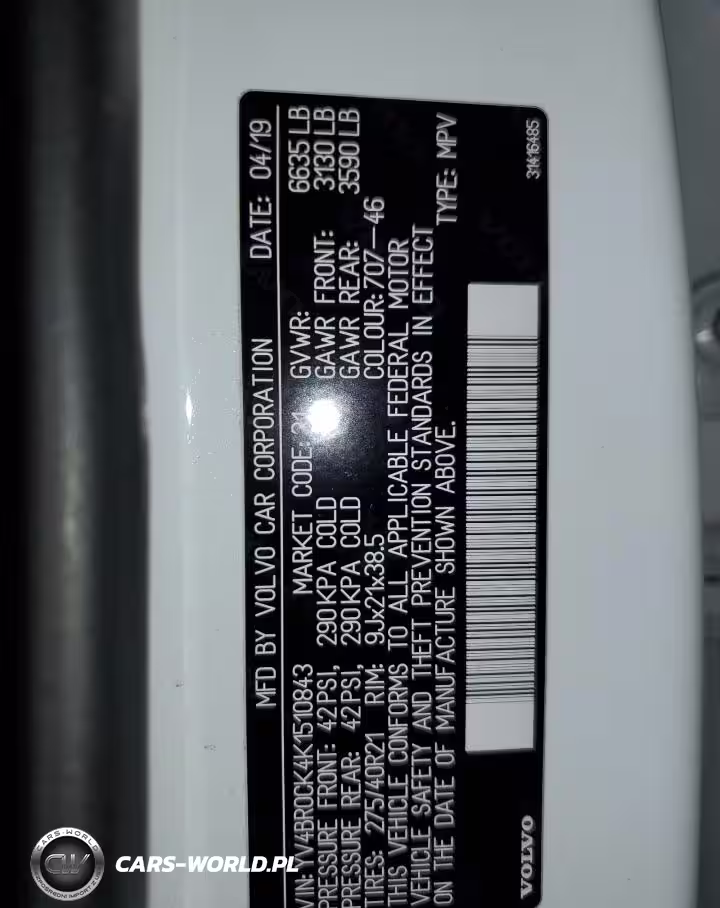 MFD BY VOLVO CAR CORPORATION DATE: 04/19
VIN: YV4BR0CK4K1510843 MARKET CODE: 31 GVWR: 6635 LB
PRESSURE FRONT: 42PSI, 290KPA COLD GAWR FRONT: 3130 LB
PRESSURE REAR: 42PSI, 290KPA COLD GAWR REAR: 3590 LB
TIRES: 275/40R21 RIM: 9Jx21x38.5 COLOUR: 707-46
THIS VEHICLE CONFORMS TO ALL APPLICABLE FEDERAL MOTOR
VEHICLE SAFETY AND THEFT PREVENTION STANDARDS IN EFFECT
ON THE DATE OF MANUFACTURE SHOWN ABOVE. TYPE: MPV
VOLVO
31416485
CARS-WORLD
CW
CARS-WORLD.PL